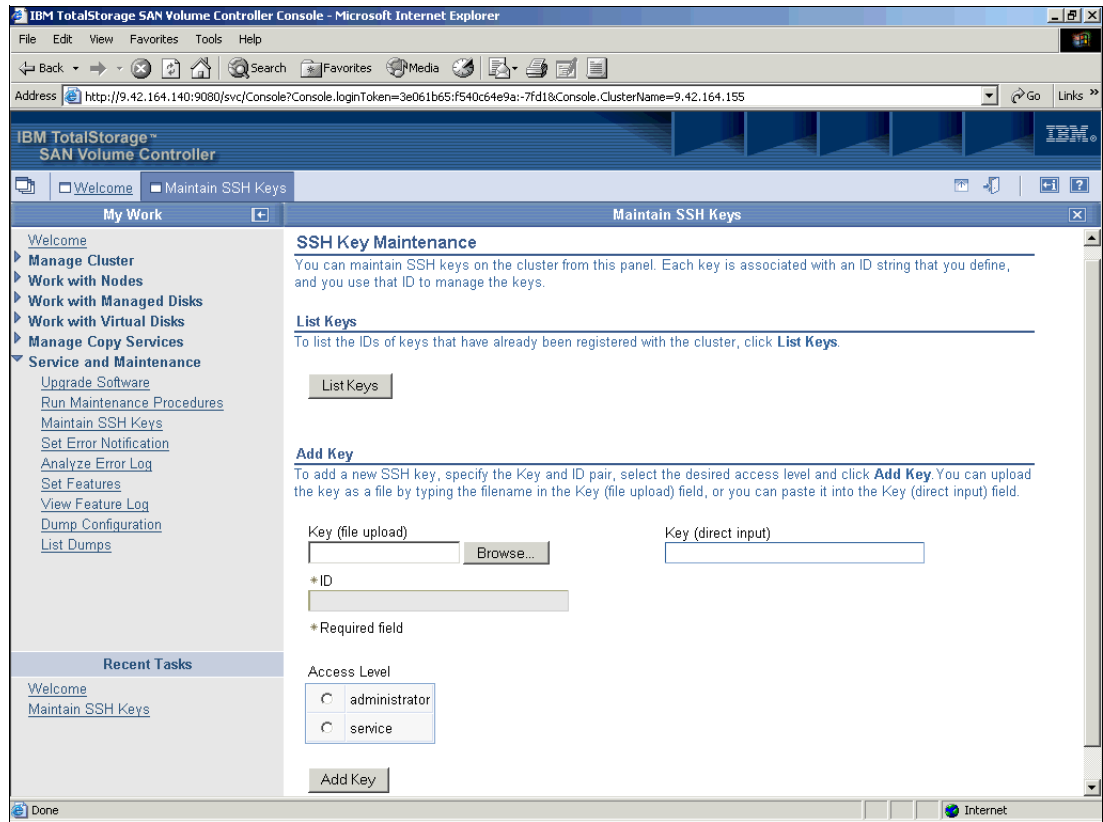 IBM TotalStorage SAN Volume Controller Console - Microsoft Internet Explorer
File Edit View Favorites Tools Help
Back Search Favorites Media
Address http://9.42.164.140:9080/svc/Console?Console.loginToken=3e061b65:f540c64e9a:-7fd1&Console.ClusterName=9.42.164.155 Go Links »
IBM TotalStorage™
SAN Volume Controller
IBM®
Welcome Maintain SSH Keys
My Work
Maintain SSH Keys
Welcome
Manage Cluster
Work with Nodes
Work with Managed Disks
Work with Virtual Disks
Manage Copy Services
Service and Maintenance
Upgrade Software
Run Maintenance Procedures
Maintain SSH Keys
Set Error Notification
Analyze Error Log
Set Features
View Feature Log
Dump Configuration
List Dumps
Recent Tasks
Welcome
Maintain SSH Keys
SSH Key Maintenance
You can maintain SSH keys on the cluster from this panel. Each key is associated with an ID string that you define,
and you use that ID to manage the keys.
List Keys
To list the IDs of keys that have already been registered with the cluster, click List Keys.
List Keys
Add Key
To add a new SSH key, specify the Key and ID pair, select the desired access level and click Add Key. You can upload
the key as a file by typing the filename in the Key (file upload) field, or you can paste it into the Key (direct input) field.
Key (file upload) Key (direct input)
Browse...
*ID
*Required field
Access Level
administrator
service
Add Key
Done Internet